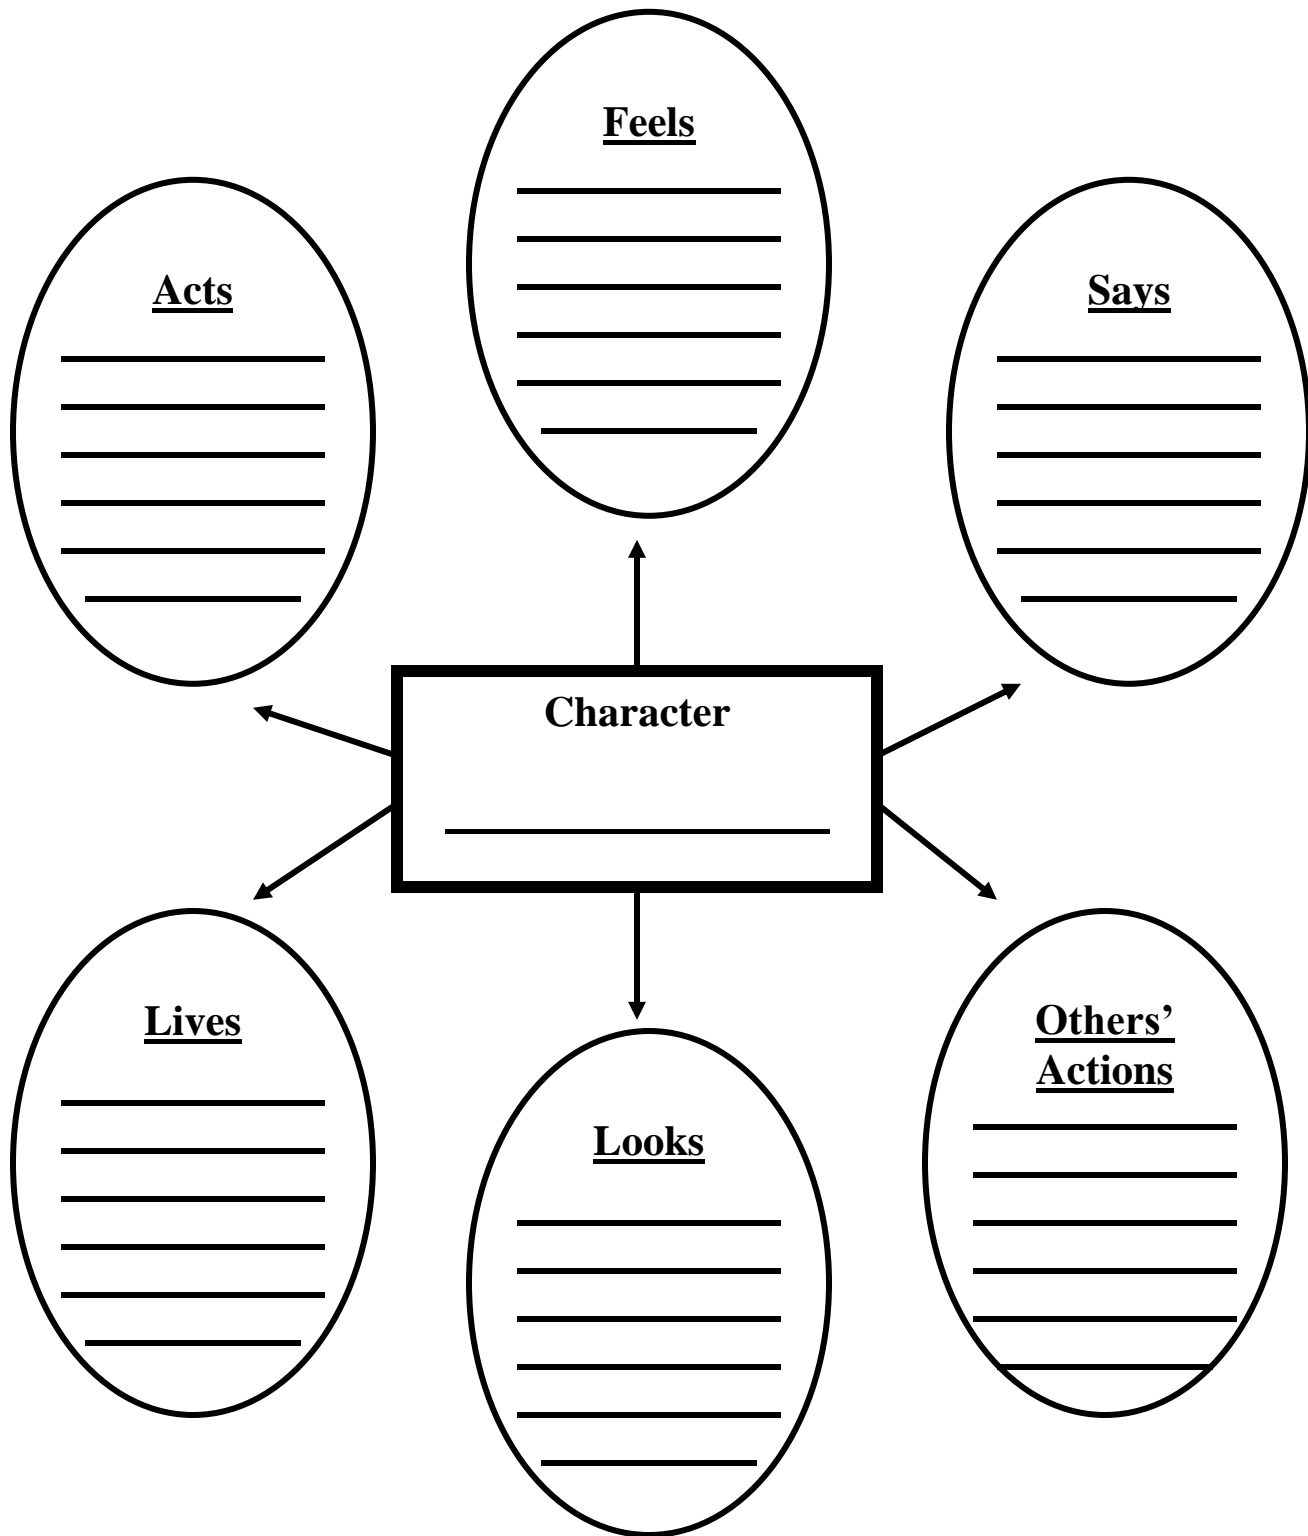 Feels
Acts
Says
Character
Lives
Looks
Others’
Actions